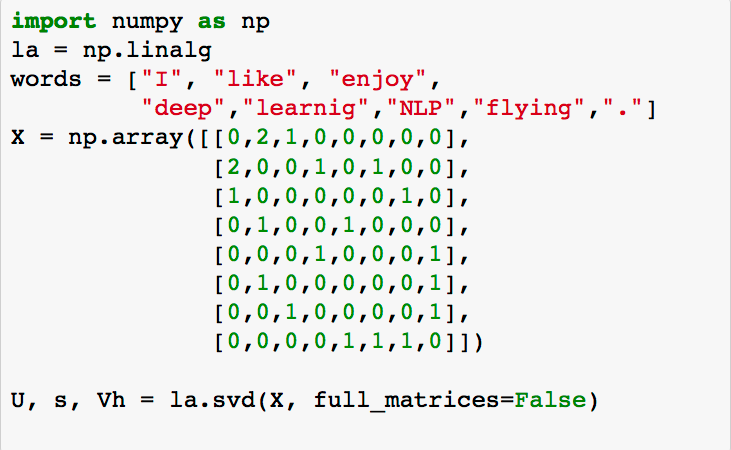 import numpy as np
la = np.linalg
words = ["I", "like", "enjoy",
         "deep","learnig","NLP","flying","."]
X = np.array([[0,2,1,0,0,0,0,0],
              [2,0,0,1,0,1,0,0],
              [1,0,0,0,0,0,1,0],
              [0,1,0,0,1,0,0,0],
              [0,0,0,1,0,0,0,1],
              [0,1,0,0,0,0,0,1],
              [0,0,1,0,0,0,0,1],
              [0,0,0,0,1,1,1,0]])
U, s, Vh = la.svd(X, full_matrices=False)